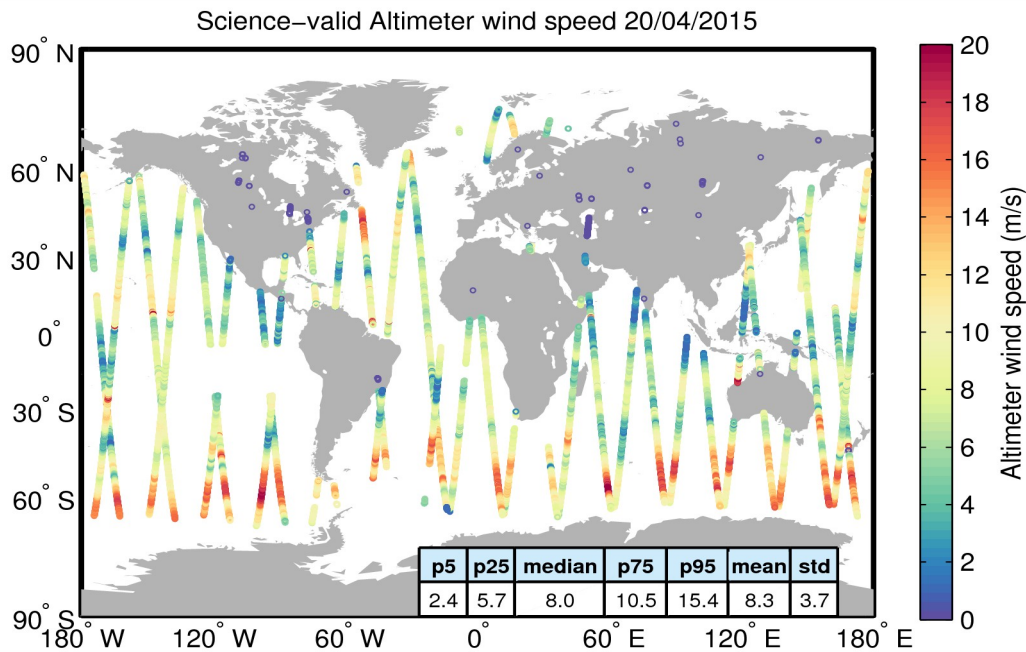 Science−valid Altimeter wind speed 20/04/2015
90° N
60° N
30° N
0°
30° S
60° S
90° S
180° W
120° W
60° W
0°
60° E
120° E
180° E
p5 p25 median p75 p95 mean std
2.4 5.7 8.0 10.5 15.4 8.3 3.7
20
18
16
14
12
10
8
6
4
2
0
Altimeter wind speed (m/s)